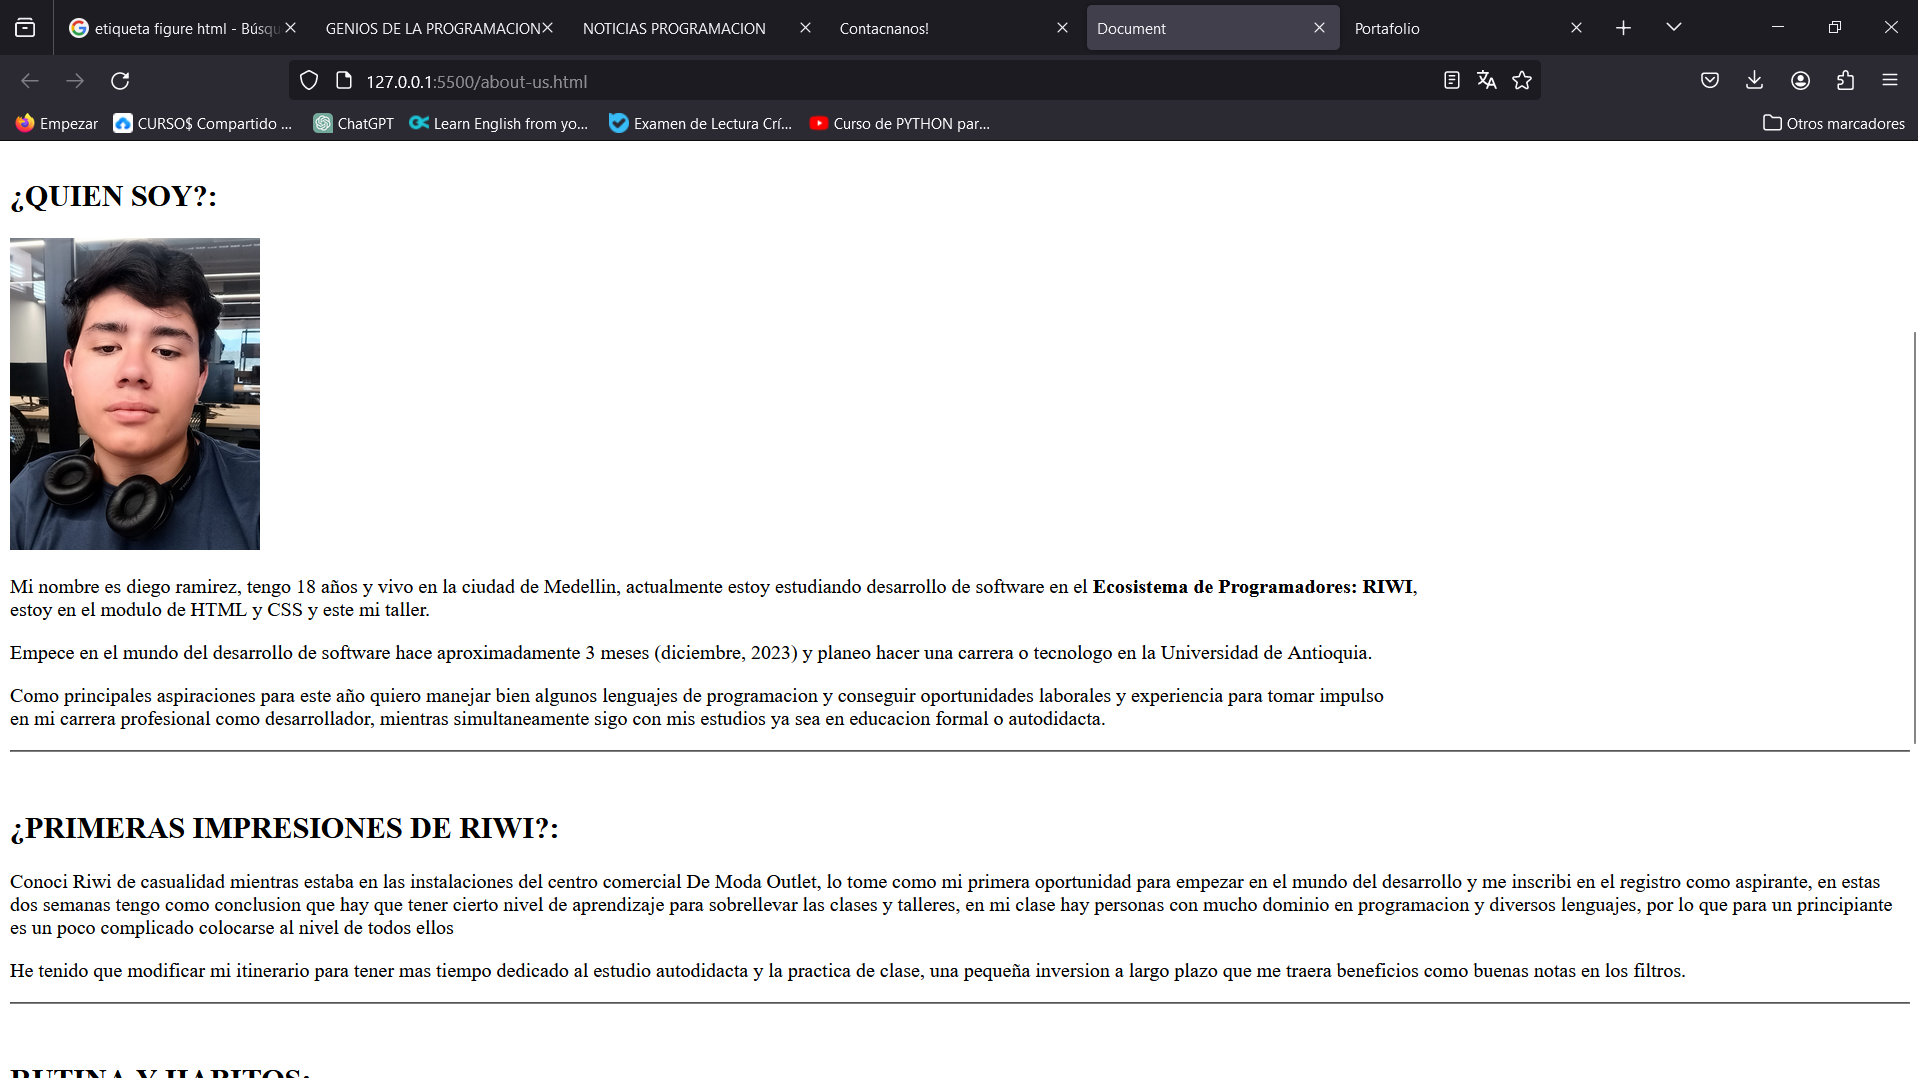 etiqueta figure html - Búsqu
GENIOS DE LA PROGRAMACION
NOTICIAS PROGRAMACION
Contacnanos!
Document
Portafolio
127.0.0.1:5500/about-us.html
Empezar
CURSO$ Compartido ...
ChatGPT
Learn English from yo...
Examen de Lectura Crí...
Curso de PYTHON par...
Otros marcadores
¿QUIEN SOY?:
Mi nombre es diego ramirez, tengo 18 años y vivo en la ciudad de Medellin, actualmente estoy estudiando desarrollo de software en el Ecosistema de Programadores: RIWI,
estoy en el modulo de HTML y CSS y este mi taller.
Empece en el mundo del desarrollo de software hace aproximadamente 3 meses (diciembre, 2023) y planeo hacer una carrera o tecnologo en la Universidad de Antioquia.
Como principales aspiraciones para este año quiero manejar bien algunos lenguajes de programacion y conseguir oportunidades laborales y experiencia para tomar impulso
en mi carrera profesional como desarrollador, mientras simultaneamente sigo con mis estudios ya sea en educacion formal o autodidacta.
¿PRIMERAS IMPRESIONES DE RIWI?:
Conoci Riwi de casualidad mientras estaba en las instalaciones del centro comercial De Moda Outlet, lo tome como mi primera oportunidad para empezar en el mundo del desarrollo y me inscribi en el registro como aspirante, en estas
dos semanas tengo como conclusion que hay que tener cierto nivel de aprendizaje para sobrellevar las clases y talleres, en mi clase hay personas con mucho dominio en programacion y diversos lenguajes, por lo que para un principiante
es un poco complicado colocarse al nivel de todos ellos
He tenido que modificar mi itinerario para tener mas tiempo dedicado al estudio autodidacta y la practica de clase, una pequeña inversion a largo plazo que me traera beneficios como buenas notas en los filtros.
RUTINA Y HABITOS: